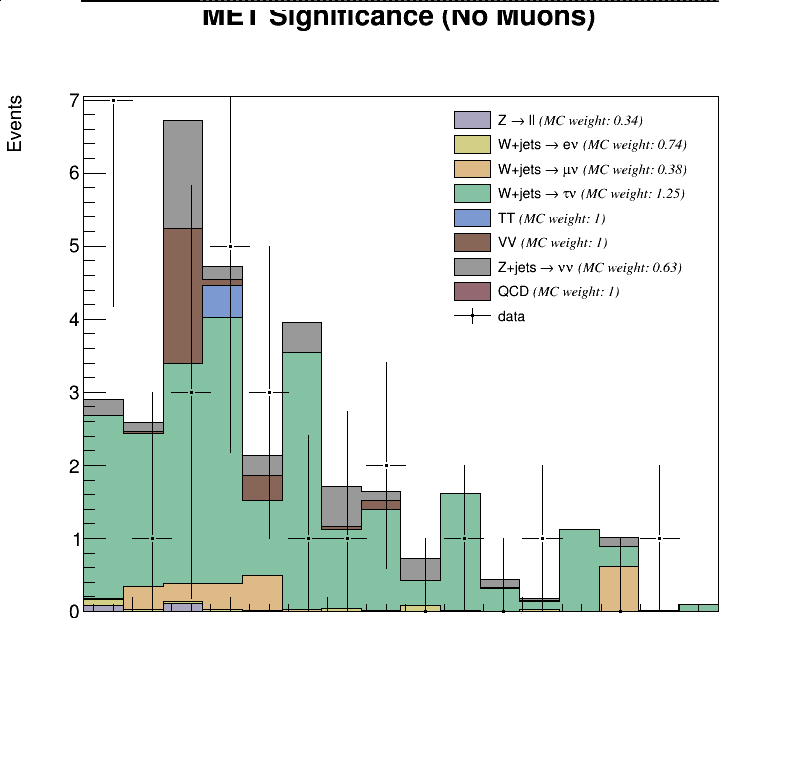 MET Significance (No Muons)
Events
7
6
5
4
3
2
1
0
Z → ll (MC weight: 0.34)
W+jets → eν (MC weight: 0.74)
W+jets → μν (MC weight: 0.38)
W+jets → τν (MC weight: 1.25)
TT (MC weight: 1)
VV (MC weight: 1)
Z+jets → νν (MC weight: 0.63)
QCD (MC weight: 1)
data